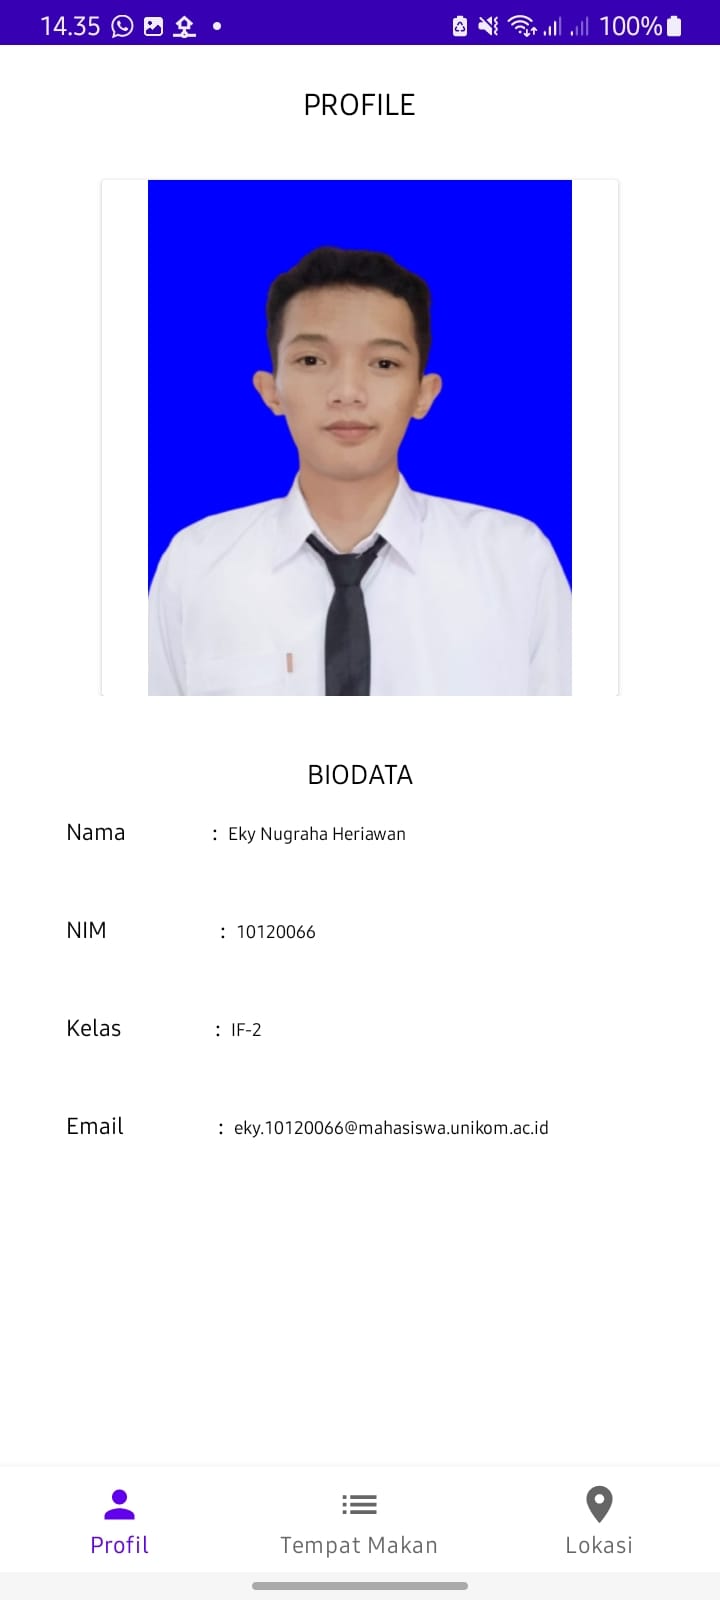 14.35 100%
PROFILE
BIODATA
Nama : Eky Nugraha Heriawan
NIM : 10120066
Kelas : IF-2
Email : eky.10120066@mahasiswa.unikom.ac.id
Profil Tempat Makan Lokasi